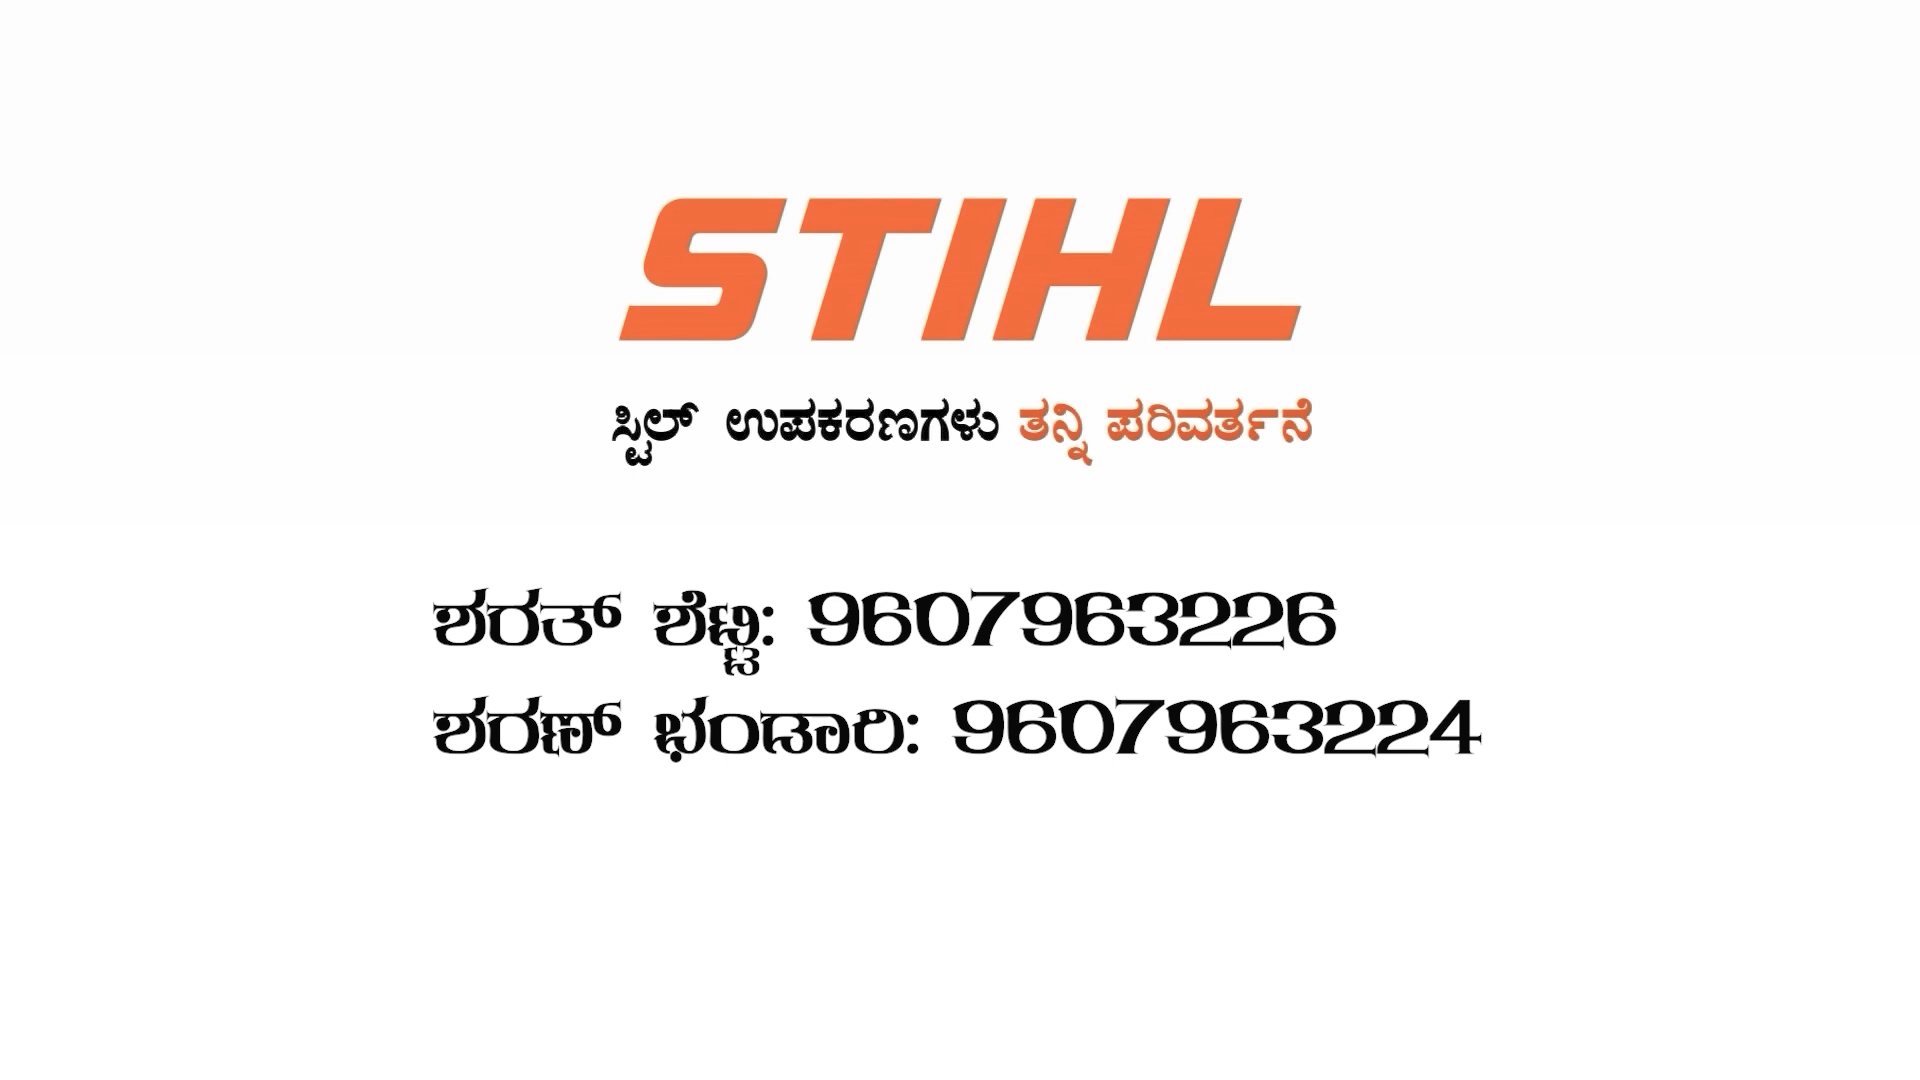 STIHL
ಸ್ಟಿಲ್ ಉಪಕರಣಗಳು ತನ್ನಿ ಪರಿವರ್ತನೆ
ಶರತ್ ಶೆಟ್ಟಿ: 9607963226
ಶರಣ್ ಭಂಡಾರಿ: 9607963224